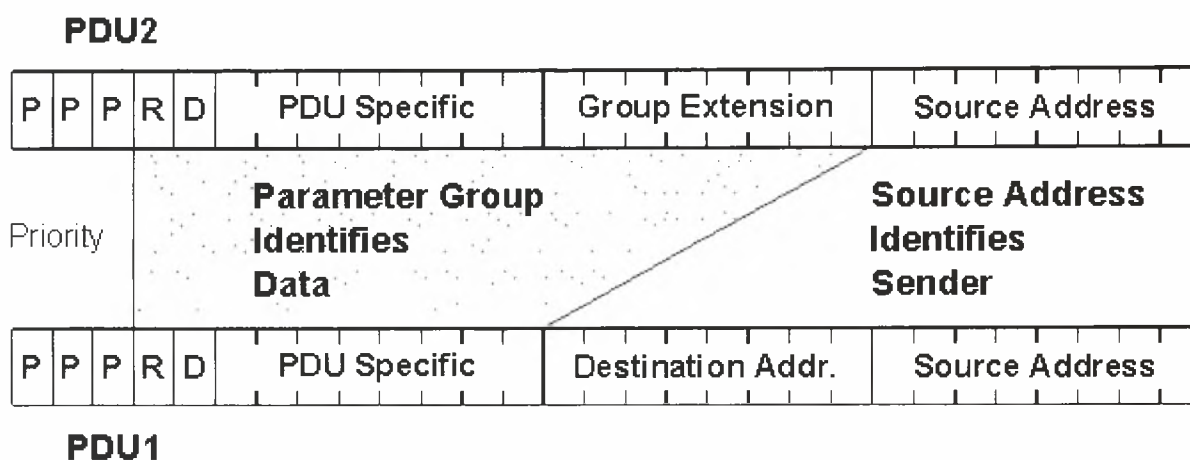 PDU2
P P P R D PDU Specific Group Extension Source Address
Priority
Parameter Group
Identifies
Data
Source Address
Identifies
Sender
P P P R D PDU Specific Destination Addr. Source Address
PDU1